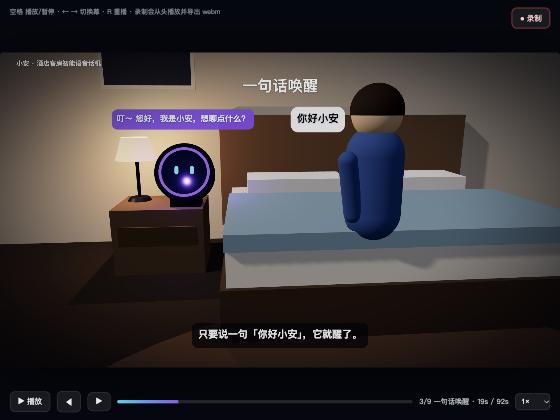 空格 播放/暂停 · ← → 切换幕 · R 重播 · 录制会从头播放并导出 webm
● 录制
小安 · 酒店客房智能语音话机
一句话唤醒
叮～ 您好，我是小安，想聊点什么？
你好小安
只要说一句「你好小安」，它就醒了。
▶ 播放
◀
▶
3/9 一句话唤醒 · 19s / 92s
1×